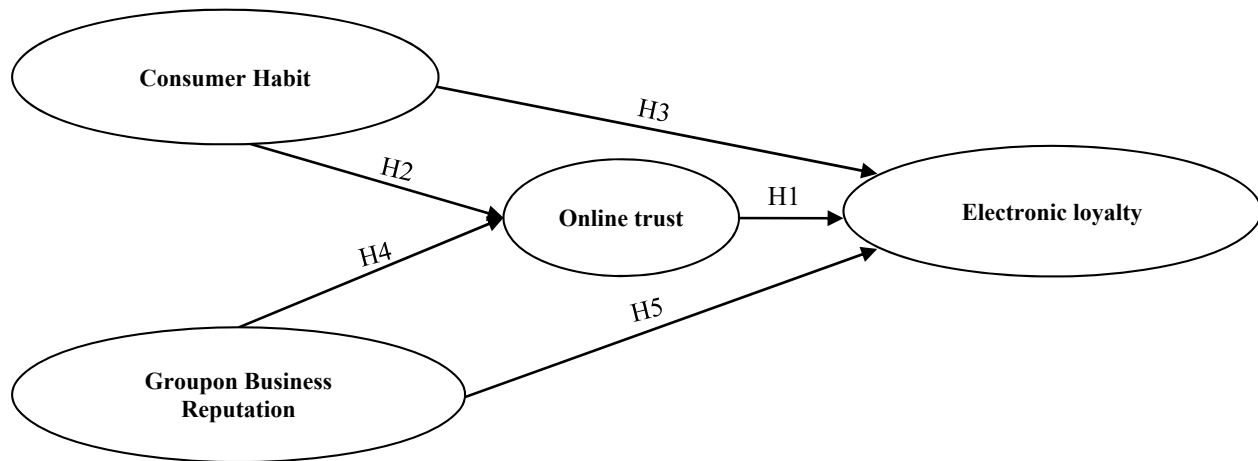 Consumer Habit
H3
H2
H1
Online trust
Electronic loyalty
H4
H5
Groupon Business
Reputation